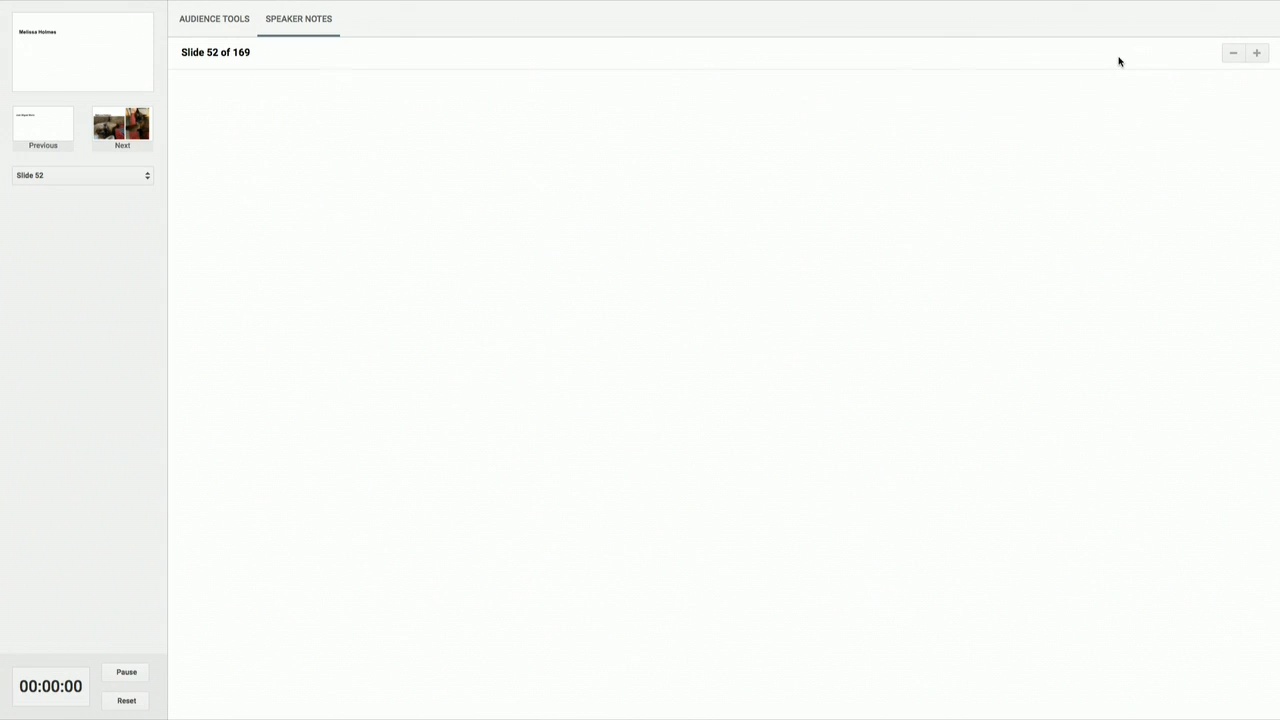 Melissa Holmes
Previous
Next
Slide 52
00:00:00
Pause
Reset
AUDIENCE TOOLS
SPEAKER NOTES
Slide 52 of 169